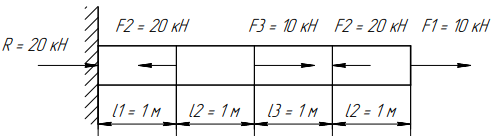 F2 = 20 кН F3 = 10 кН F2 = 20 кН F1 = 10 кН
R = 20 кН
l1 = 1 м l2 = 1 м l3 = 1 м l2 = 1 м